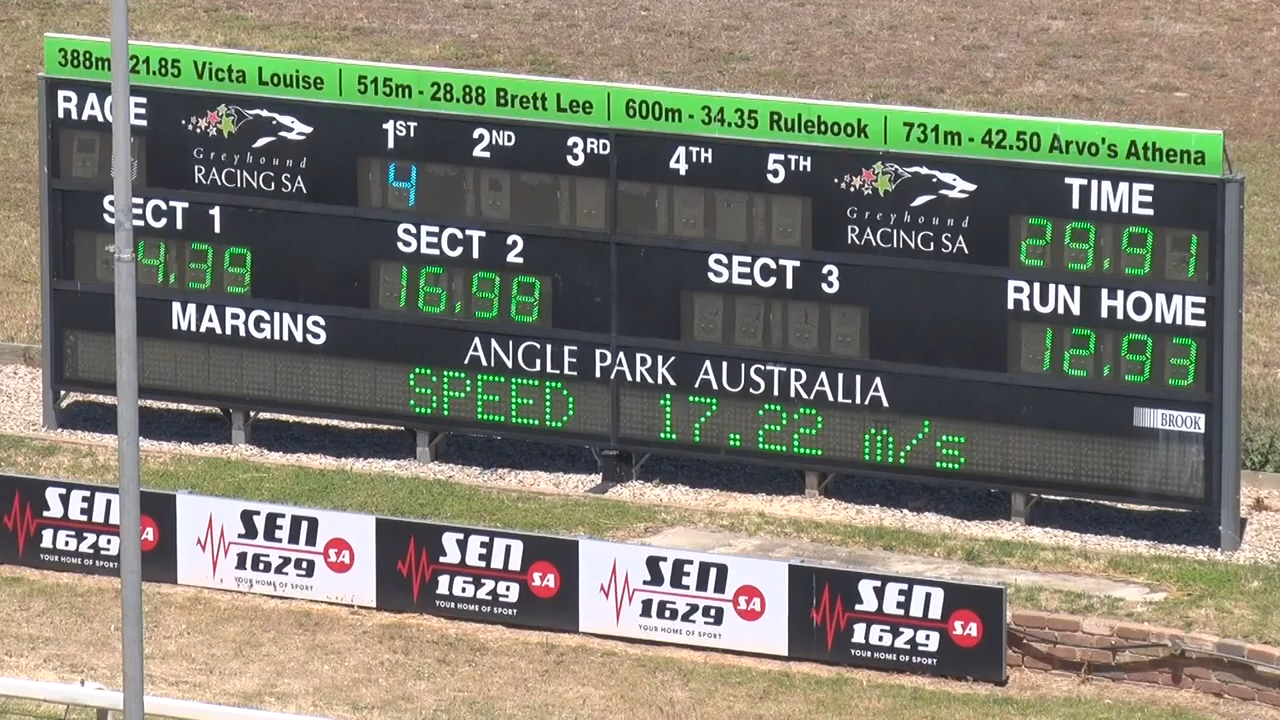 388m - 21.85 Victa Louise | 515m - 28.88 Brett Lee | 600m - 34.35 Rulebook | 731m - 42.50 Arvo's Athena
RACE
Greyhound
RACING SA
1ST 2ND 3RD 4TH 5TH
4
Greyhound
RACING SA
TIME
29.91
SECT 1
4.39
SECT 2
16.98
SECT 3
RUN HOME
12.93
MARGINS
ANGLE PARK AUSTRALIA
SPEED 17.22 m/s
BROOK
SEN
1629 SA
YOUR HOME OF SPORT
SEN
1629 SA
YOUR HOME OF SPORT
SEN
1629 SA
YOUR HOME OF SPORT
SEN
1629 SA
YOUR HOME OF SPORT
SEN
1629 SA
YOUR HOME OF SPORT